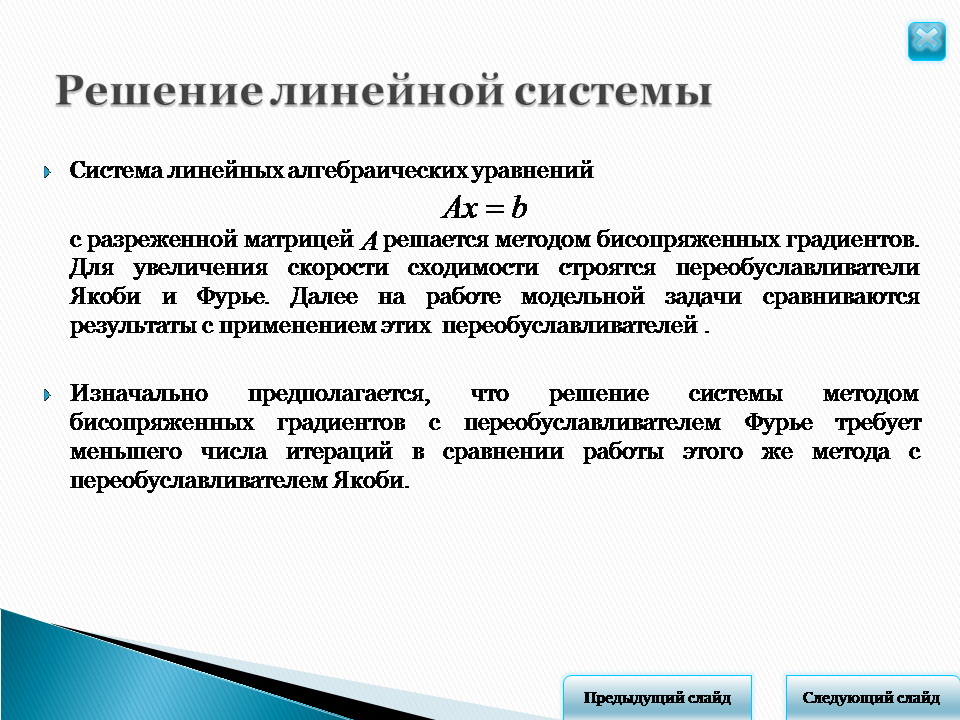 Решение линейной системы
Система линейных алгебраических уравнений
Ax = b
с разреженной матрицей A решается методом бисопряженных градиентов.
Для увеличения скорости сходимости строятся переобуславливатели
Якоби и Фурье. Далее на работе модельной задачи сравниваются
результаты с применением этих переобуславливателей .
Изначально предполагается, что решение системы методом
бисопряженных градиентов с переобуславливателем Фурье требует
меньшего числа итераций в сравнении работы этого же метода с
переобуславливателем Якоби.
Предыдущий слайд
Следующий слайд